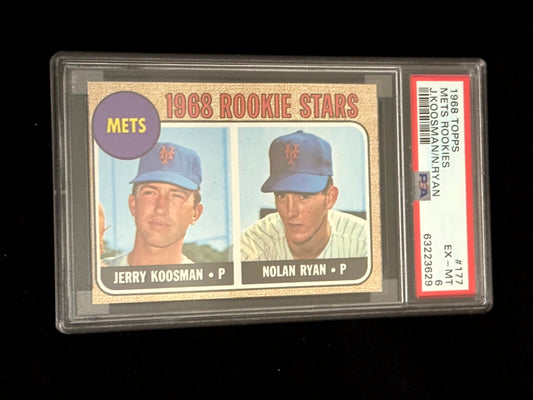 1968 ROOKIE STARS
METS
JERRY KOOSMAN • P
NOLAN RYAN • P
1968 TOPPS
METS ROOKIES
J.KOOSMAN/N.RYAN
PSA
#177
EX-MT 6
63223629